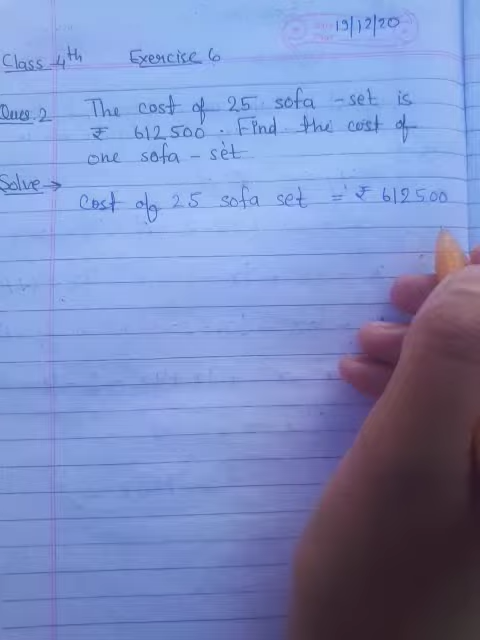 19/12/20
Class 4th Exercise 6
Ques. 2 The cost of 25 sofa-set is
₹ 612500. Find the cost of
one sofa-set
Solve →
Cost of 25 sofa set = ₹ 612500